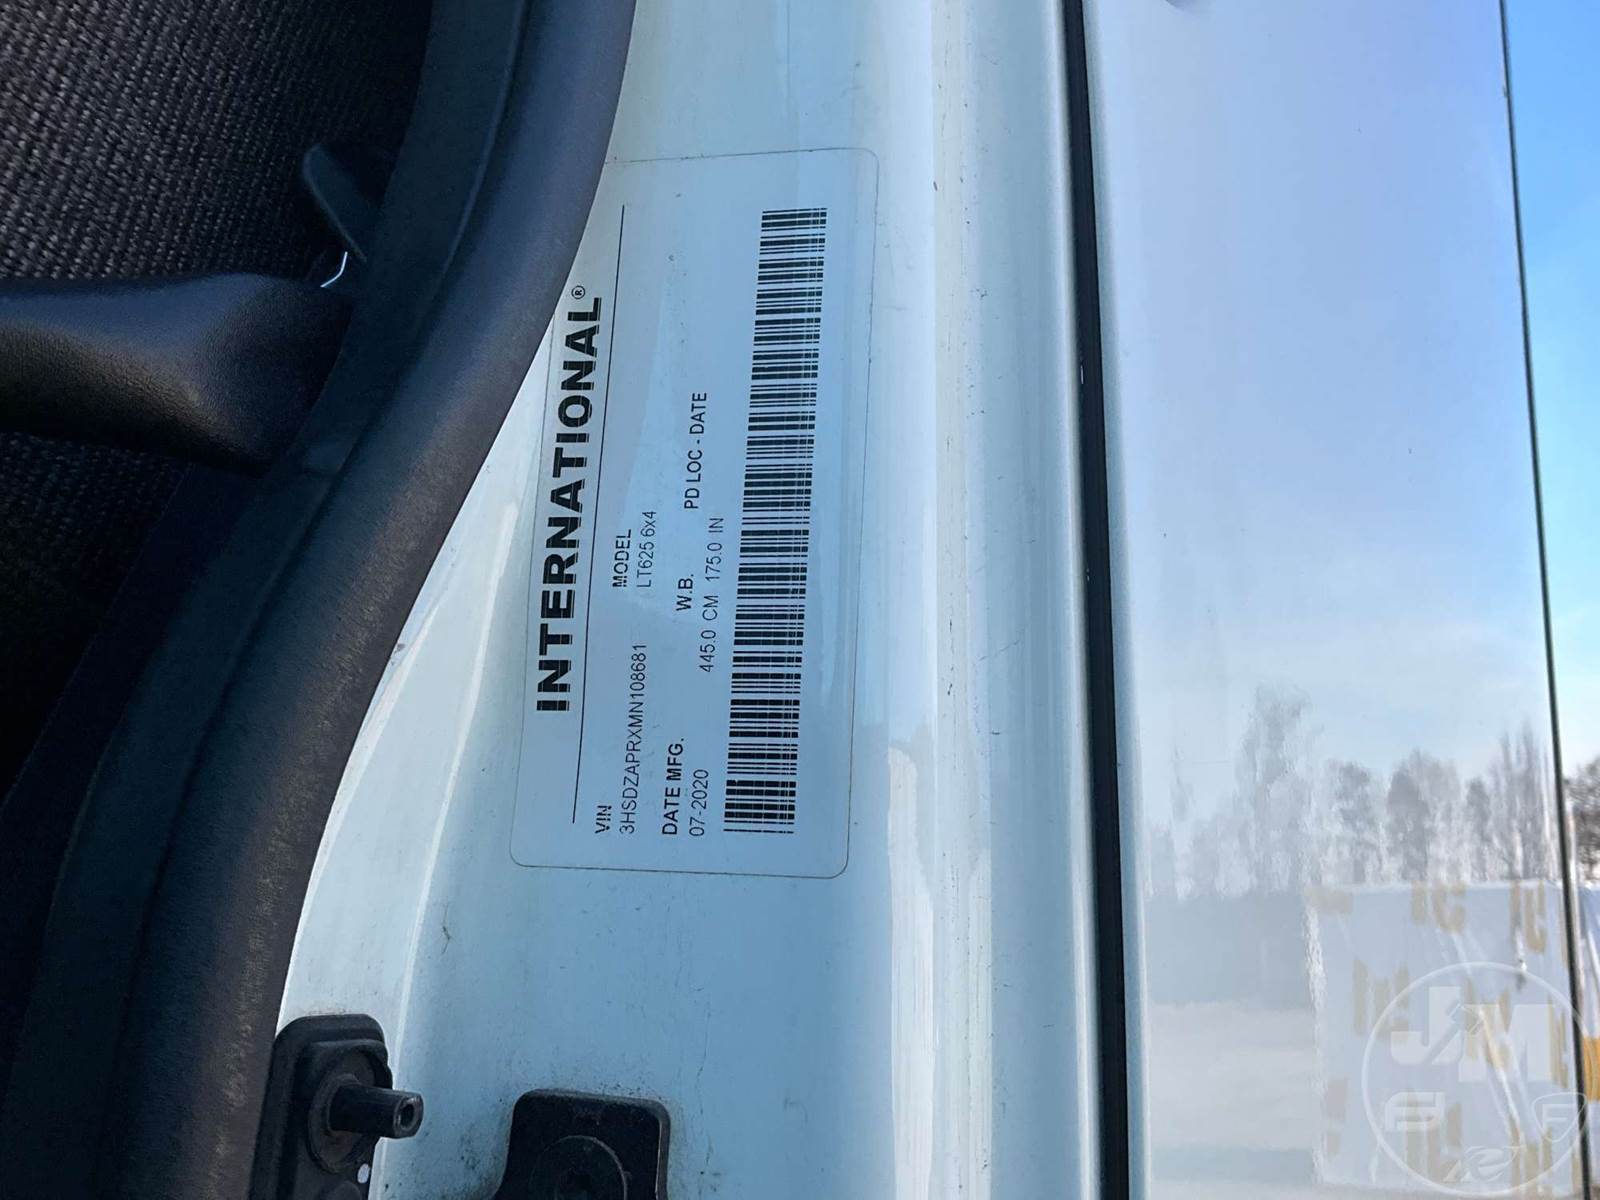 INTERNATIONAL®
VIN MODEL
3HSDZAPRXMN108681 LT625 6x4
DATE MFG. W.B. PD LOC - DATE
07-2020 445.0 CM 175.0 IN
JM